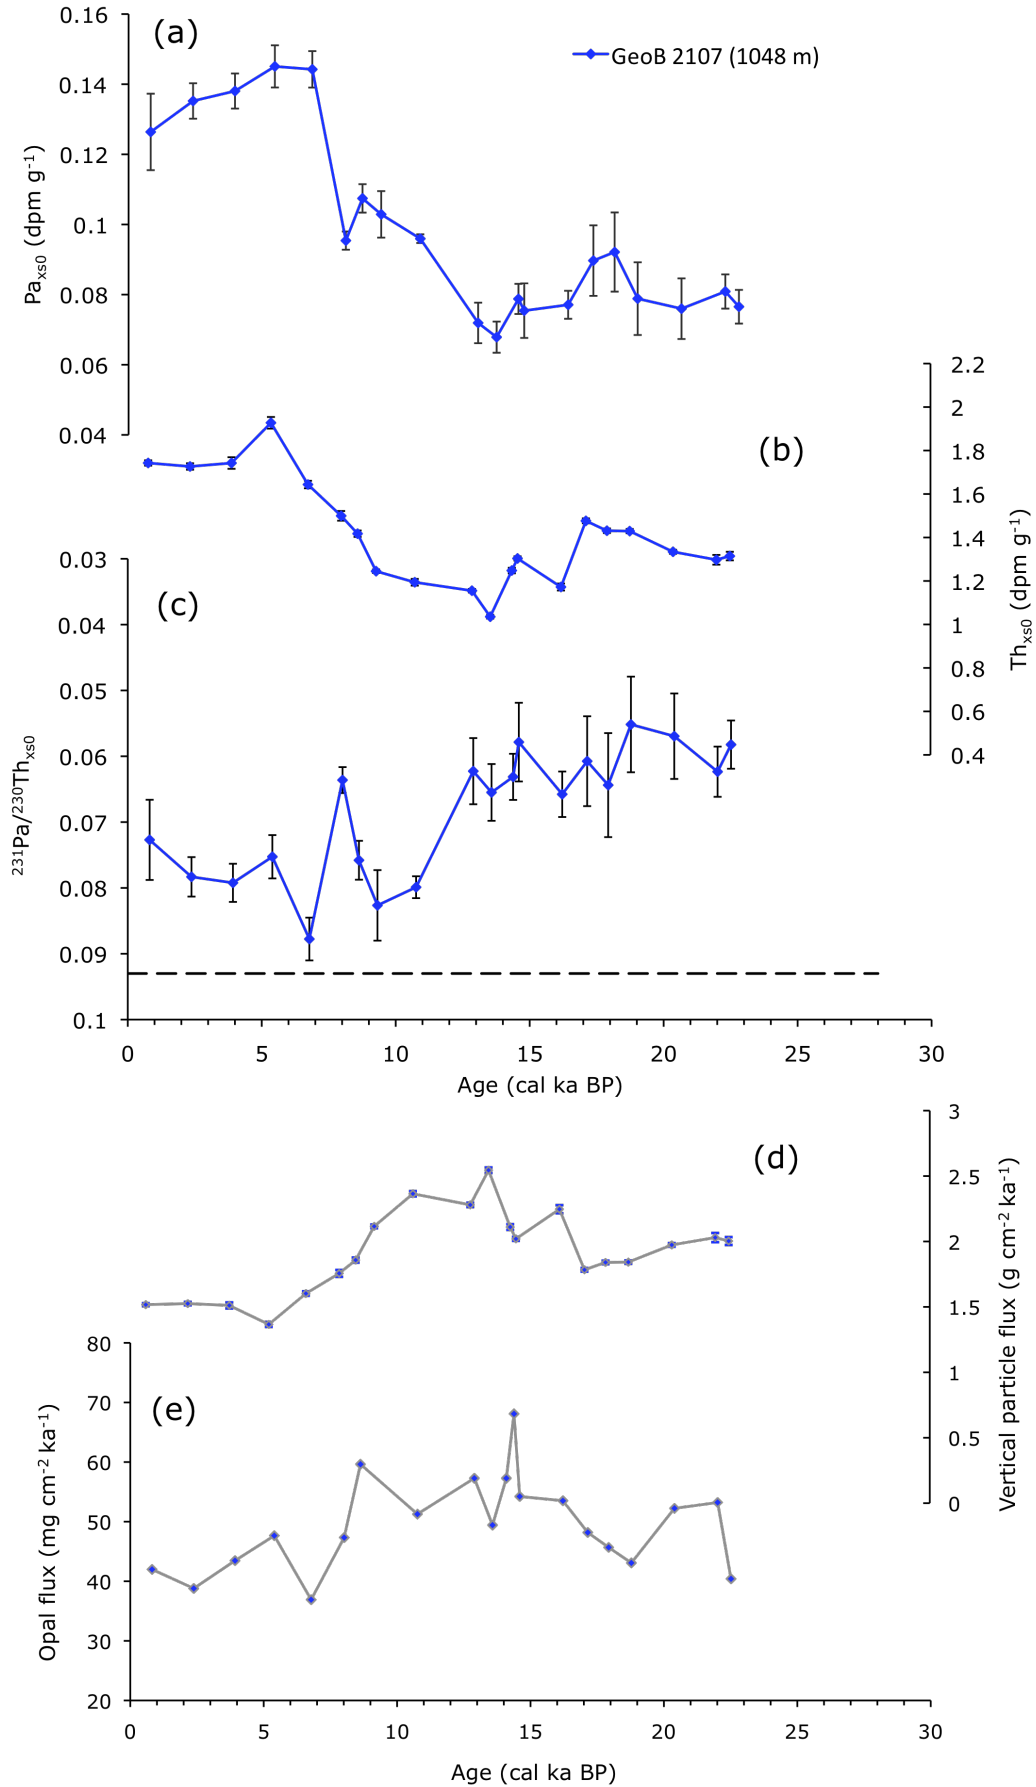 (a)
GeoB 2107 (1048 m)
0.16
0.14
0.12
0.1
0.08
0.06
0.04
Paxs0 (dpm g-1)
(b)
2.2
2
1.8
1.6
1.4
1.2
1
0.8
0.6
0.4
Thxs0 (dpm g-1)
(c)
0.03
0.04
0.05
0.06
0.07
0.08
0.09
0.1
231Pa/230Thxs0
0 5 10 15 20 25 30
Age (cal ka BP)
(d)
3
2.5
2
1.5
1
0.5
0
Vertical particle flux (g cm-2 ka-1)
(e)
80
70
60
50
40
30
20
Opal flux (mg cm-2 ka-1)
0 5 10 15 20 25 30
Age (cal ka BP)